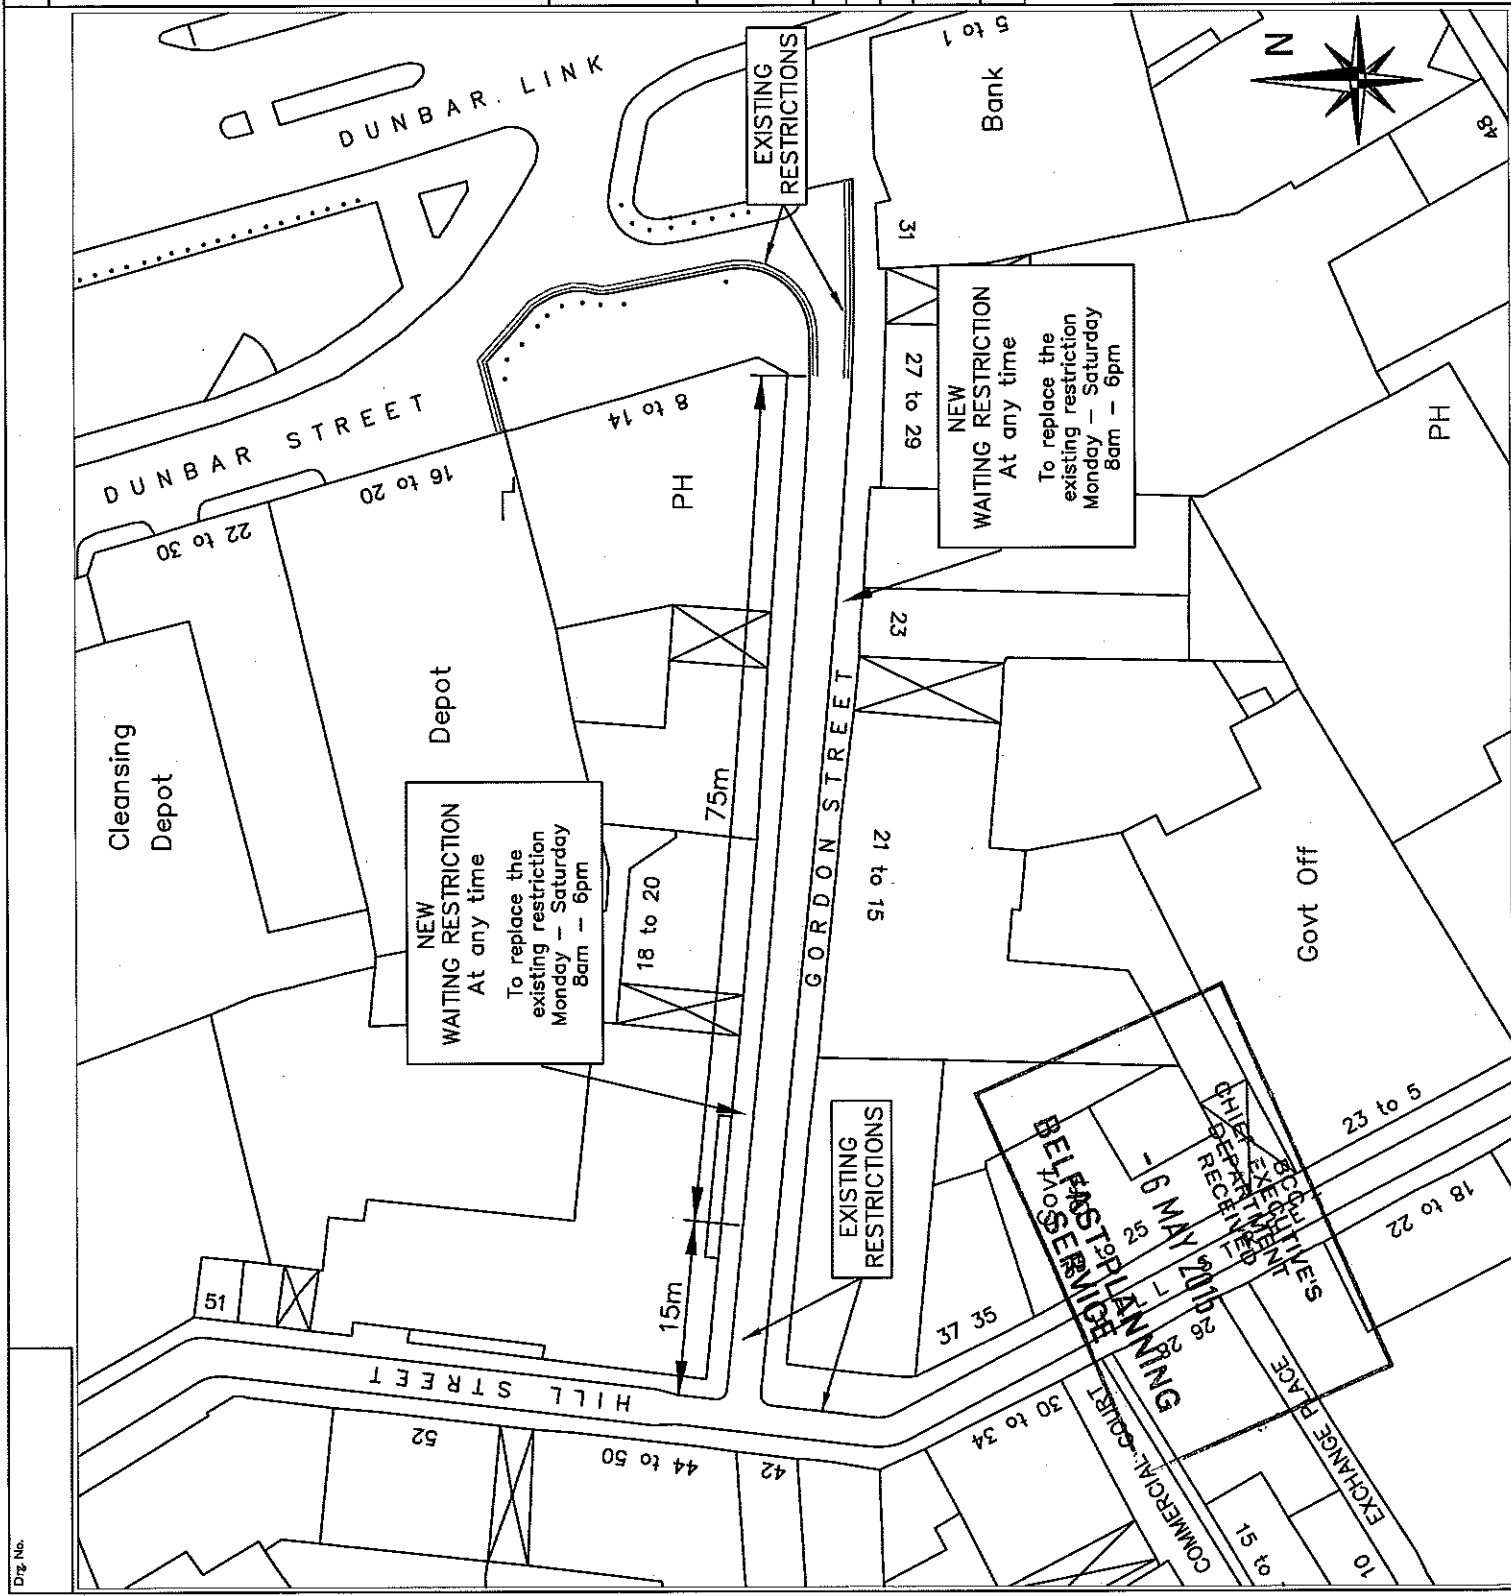 Drg. No.
DUNBAR. LINK
EXISTING
RESTRICTIONS
5 to 1
Bank
N
48
31
DUNBAR STREET
22 to 30
16 to 20
8 to 14
PH
27 to 29
NEW
WAITING RESTRICTION
At any time
To replace the
existing restriction
Monday – Saturday
8am – 6pm
PH
23
Cleansing
Depot
Depot
75m
NEW
WAITING RESTRICTION
At any time
To replace the
existing restriction
Monday – Saturday
8am – 6pm
18 to 20
GORDON STREET
21 to 15
Govt Off
EXISTING
RESTRICTIONS
15m
51
HILL STREET
52
44 to 50
42
37 35
30 to 34
25
26 28
23 to 5
18 to 22
BCC
CHIEF EXECUTIVE'S
DEPARTMENT
RECEIVED
- 6 MAY 2010
BELFAST PLANNING
SERVICE
COMMERCIAL COURT
EXCHANGE PLACE
15 to
10